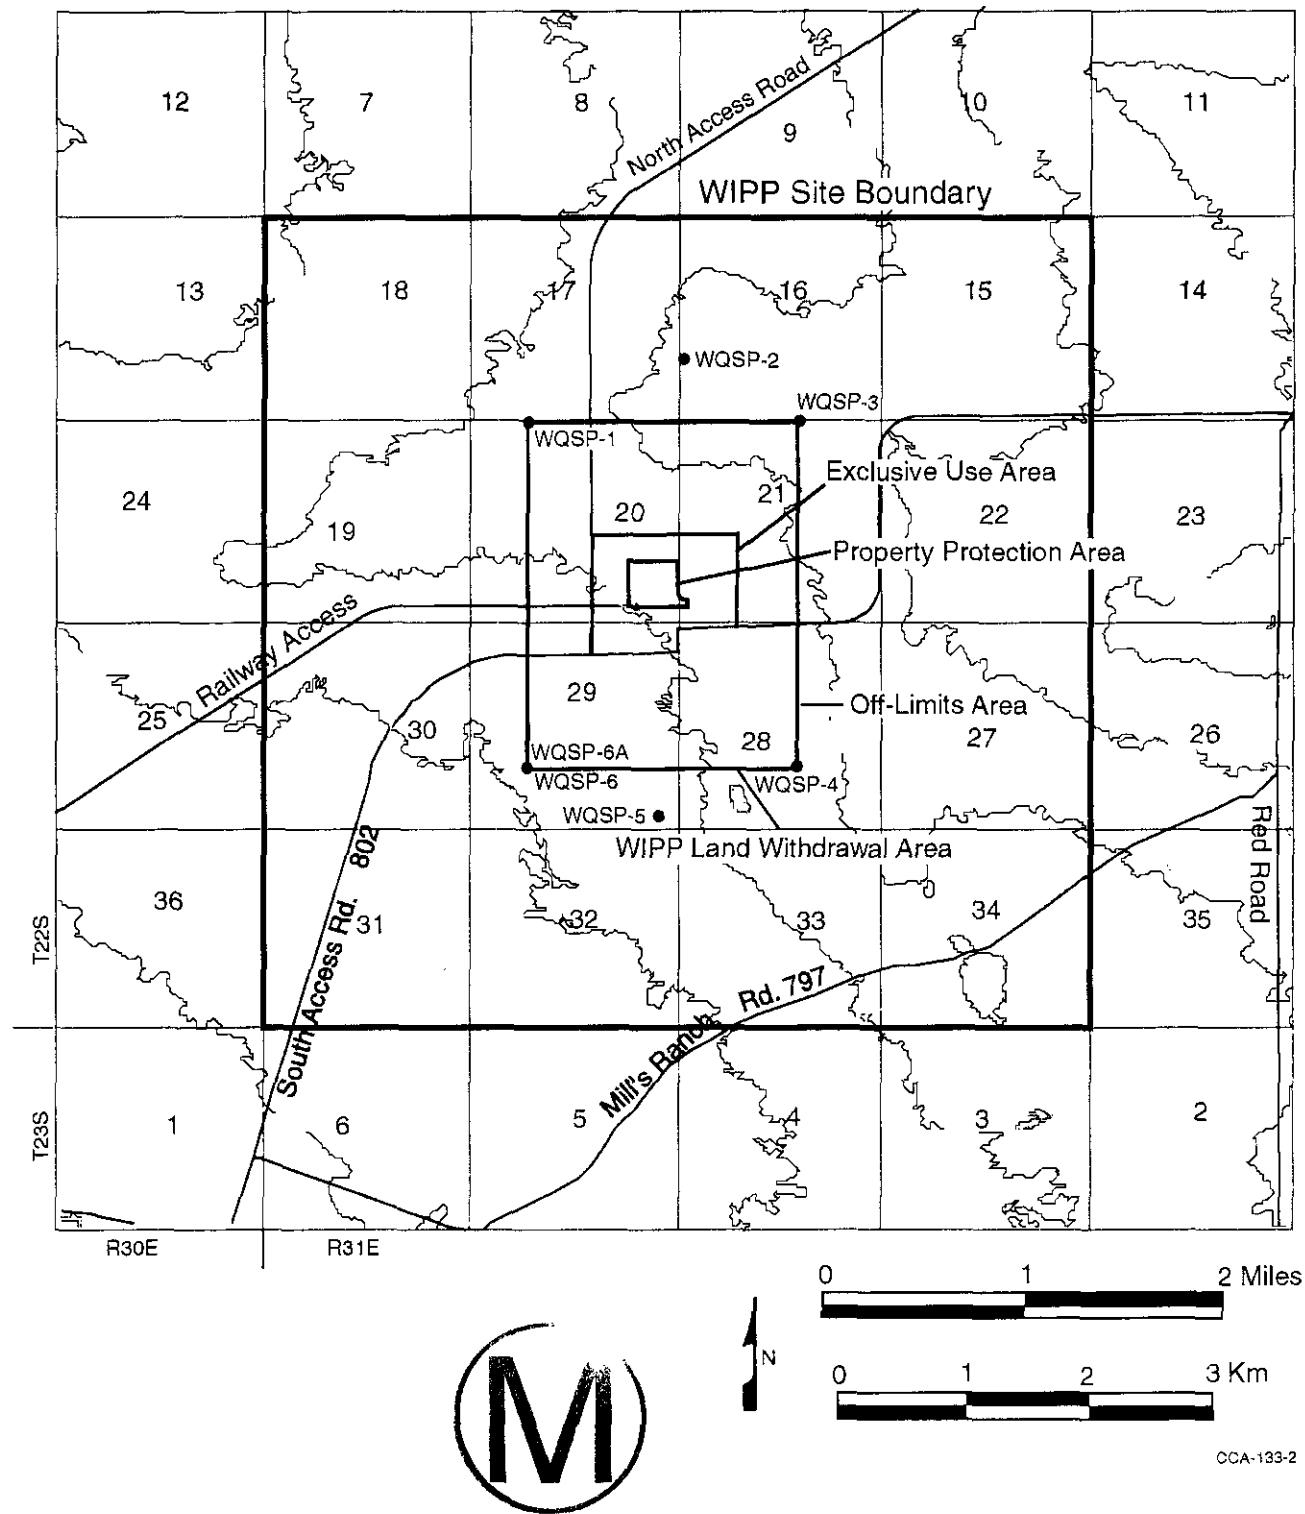 12
7
8
9
10
11
North Access Road
WIPP Site Boundary
13
18
17
16
15
14
WQSP-2
WQSP-3
WQSP-1
Exclusive Use Area
24
19
20
21
22
23
Property Protection Area
Railway Access
25
30
29
28
27
26
Off-Limits Area
WQSP-6A
WQSP-6
WQSP-4
WQSP-5
WIPP Land Withdrawal Area
Red Road
36
31
32
33
34
35
T22S
South Access Rd. 802
Mill's Ranch Rd. 797
T23S
1
6
5
4
3
2
R30E
R31E
0 1 2 Miles
N
0 1 2 3 Km
M
CCA-133-2